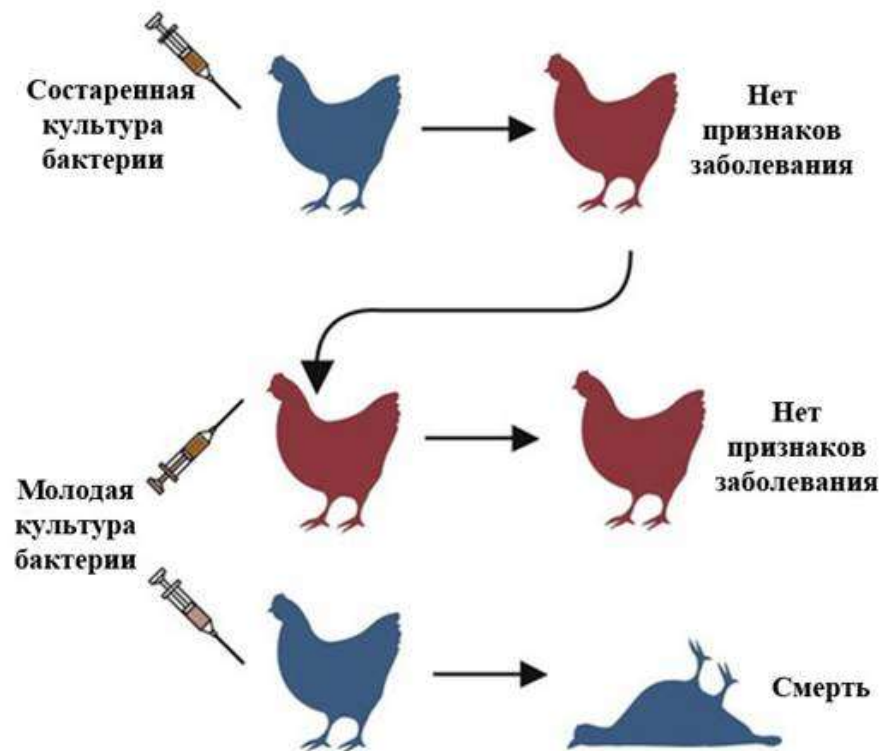 Состаренная
культура
бактерии
Нет
признаков
заболевания
Молодая
культура
бактерии
Нет
признаков
заболевания
Смерть